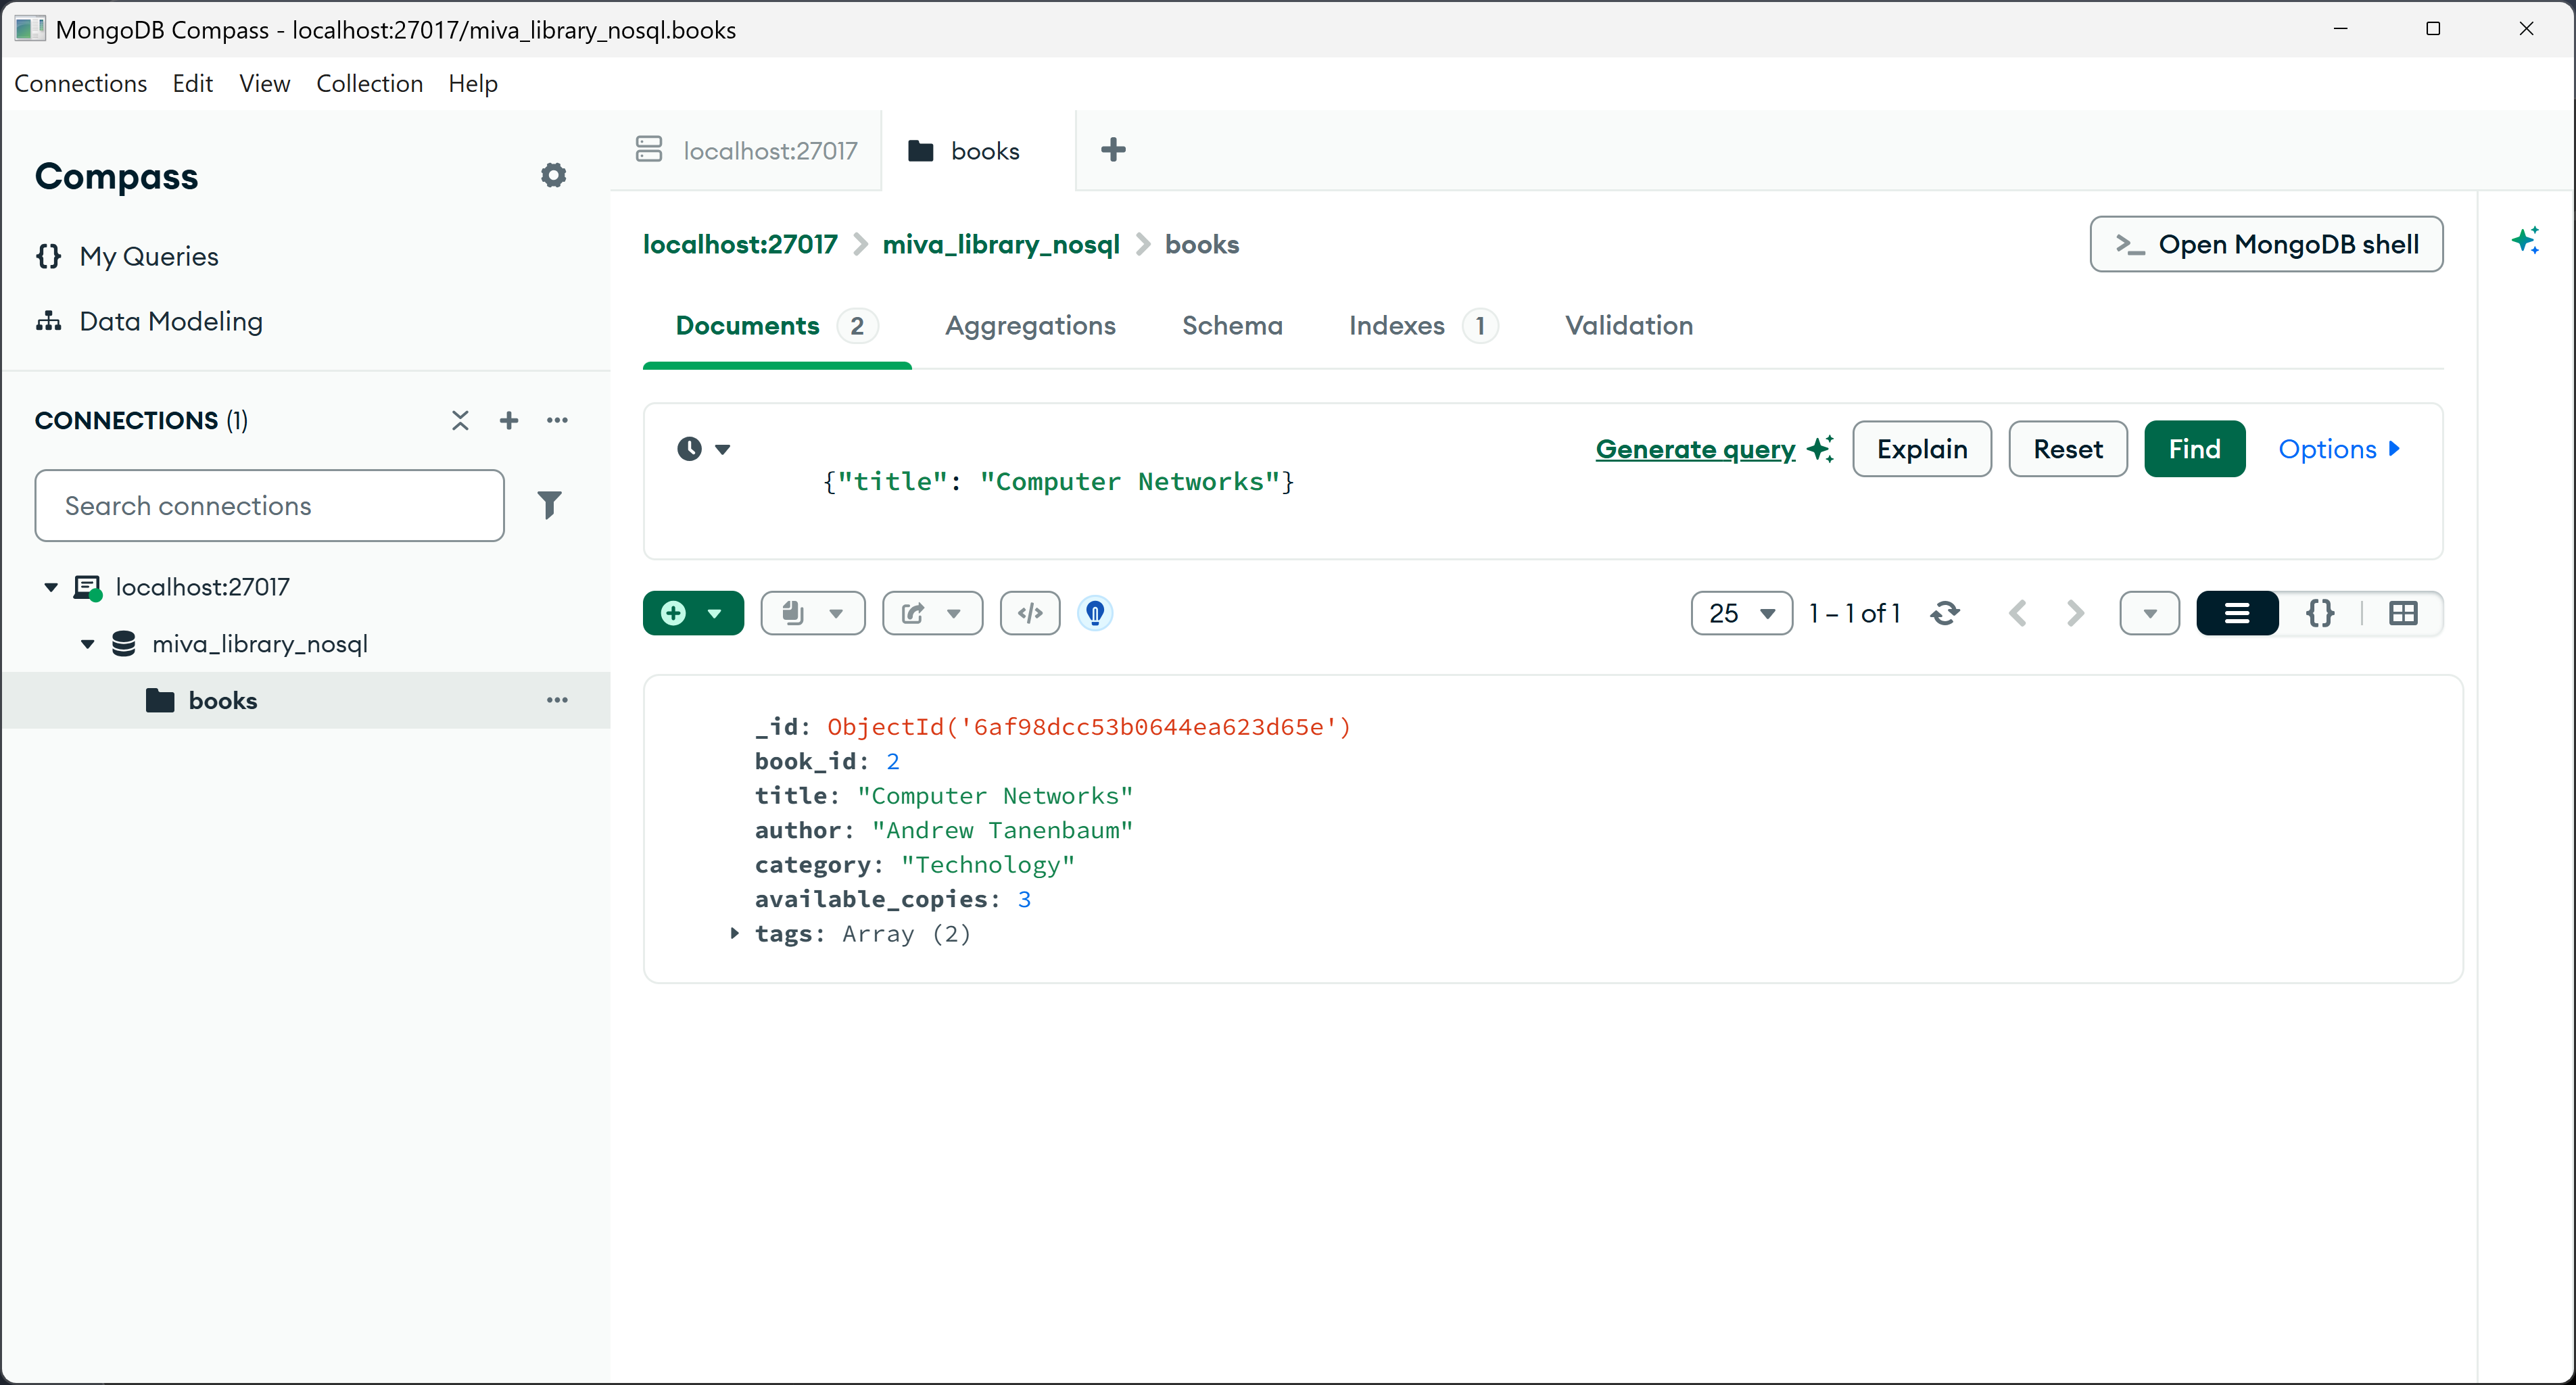 MongoDB Compass - localhost:27017/miva_library_nosql.books
Connections Edit View Collection Help
Compass
My Queries
Data Modeling
CONNECTIONS (1)
Search connections
localhost:27017
miva_library_nosql
books
localhost:27017 books
localhost:27017 miva_library_nosql books
>_ Open MongoDB shell
Documents 2 Aggregations Schema Indexes 1 Validation
Generate query Explain Reset Find Options
{"title": "Computer Networks"}
25 1 – 1 of 1
_id: ObjectId('6af98dcc53b0644ea623d65e')
book_id: 2
title: "Computer Networks"
author: "Andrew Tanenbaum"
category: "Technology"
available_copies: 3
tags: Array (2)